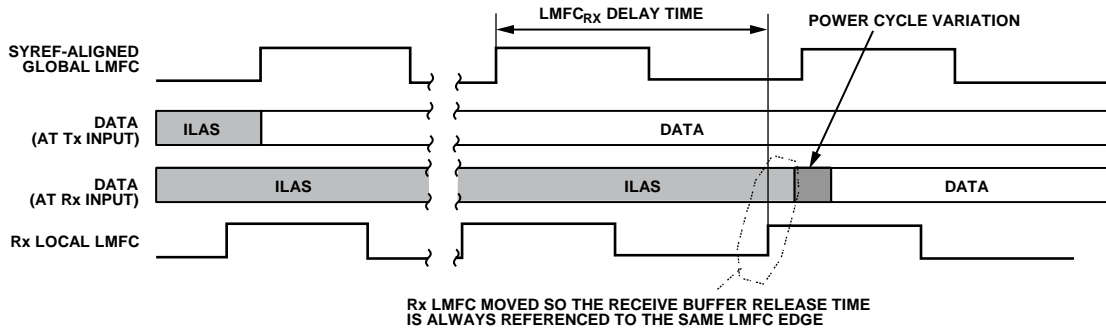 LMFCRX DELAY TIME
POWER CYCLE VARIATION
SYREF-ALIGNED
GLOBAL LMFC
DATA
(AT Tx INPUT)
ILAS
DATA
DATA
(AT Rx INPUT)
ILAS
ILAS
DATA
Rx LOCAL LMFC
Rx LMFC MOVED SO THE RECEIVE BUFFER RELEASE TIME
IS ALWAYS REFERENCED TO THE SAME LMFC EDGE